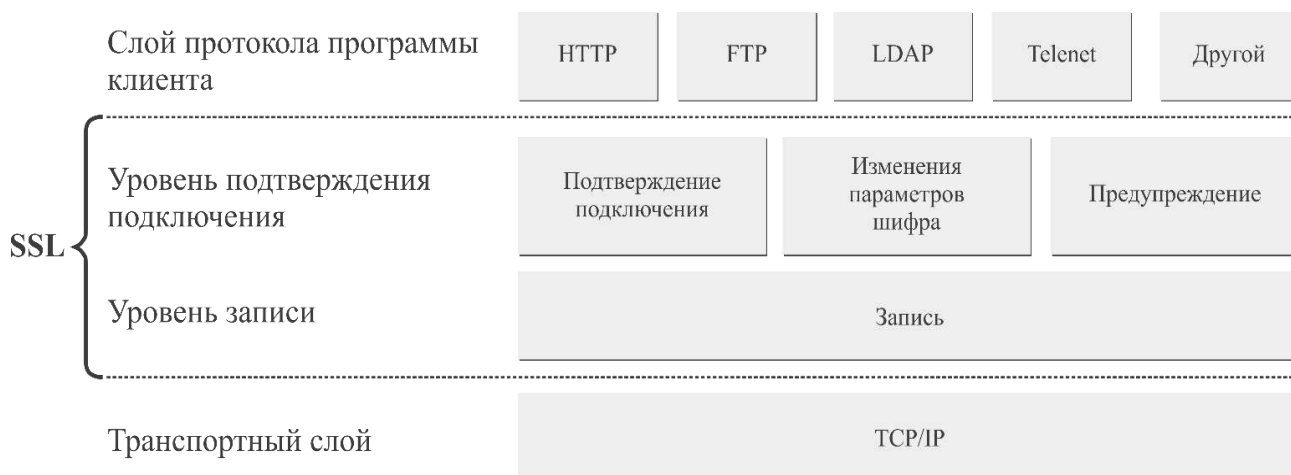 Слой протокола программы
клиента
HTTP
FTP
LDAP
Telenet
Другой
SSL
Уровень подтверждения
подключения
Подтверждение
подключения
Изменения
параметров
шифра
Предупреждение
Уровень записи
Запись
Транспортный слой
TCP/IP